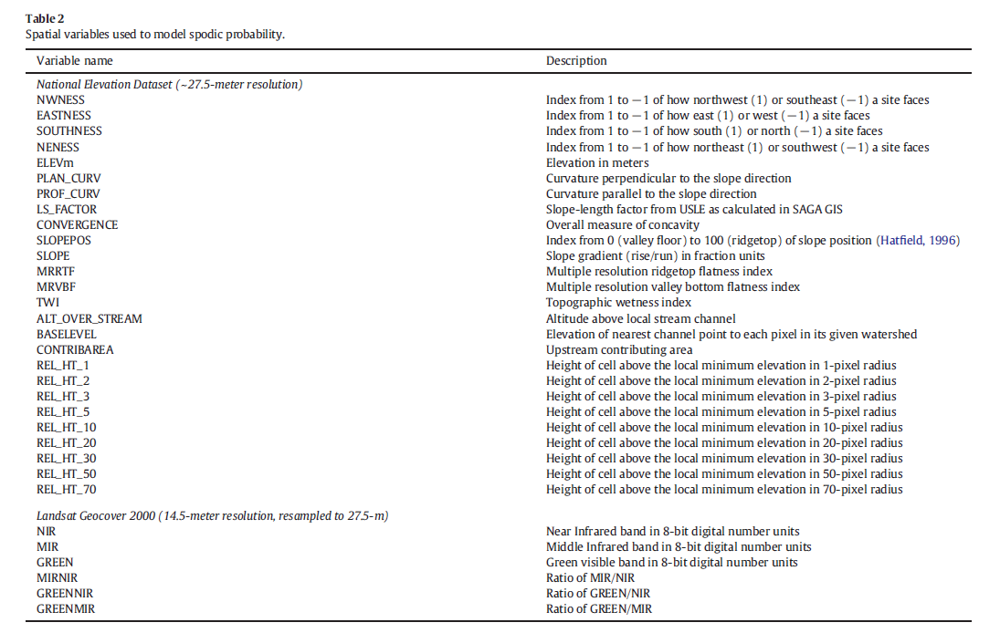 Table 2
Spatial variables used to model spodic probability.
Variable name Description
National Elevation Dataset (~27.5-meter resolution)
NWNESS Index from 1 to −1 of how northwest (1) or southeast (−1) a site faces
EASTNESS Index from 1 to −1 of how east (1) or west (−1) a site faces
SOUTHNESS Index from 1 to −1 of how south (1) or north (−1) a site faces
NENESS Index from 1 to −1 of how northeast (1) or southwest (−1) a site faces
ELEVm Elevation in meters
PLAN_CURV Curvature perpendicular to the slope direction
PROF_CURV Curvature parallel to the slope direction
LS_FACTOR Slope-length factor from USLE as calculated in SAGA GIS
CONVERGENCE Overall measure of concavity
SLOPEPOS Index from 0 (valley floor) to 100 (ridgetop) of slope position (Hatfield, 1996)
SLOPE Slope gradient (rise/run) in fraction units
MRRTF Multiple resolution ridgetop flatness index
MRVBF Multiple resolution valley bottom flatness index
TWI Topographic wetness index
ALT_OVER_STREAM Altitude above local stream channel
BASELEVEL Elevation of nearest channel point to each pixel in its given watershed
CONTRIBAREA Upstream contributing area
REL_HT_1 Height of cell above the local minimum elevation in 1-pixel radius
REL_HT_2 Height of cell above the local minimum elevation in 2-pixel radius
REL_HT_3 Height of cell above the local minimum elevation in 3-pixel radius
REL_HT_5 Height of cell above the local minimum elevation in 5-pixel radius
REL_HT_10 Height of cell above the local minimum elevation in 10-pixel radius
REL_HT_20 Height of cell above the local minimum elevation in 20-pixel radius
REL_HT_30 Height of cell above the local minimum elevation in 30-pixel radius
REL_HT_50 Height of cell above the local minimum elevation in 50-pixel radius
REL_HT_70 Height of cell above the local minimum elevation in 70-pixel radius
Landsat Geocover 2000 (14.5-meter resolution, resampled to 27.5-m)
NIR Near Infrared band in 8-bit digital number units
MIR Middle Infrared band in 8-bit digital number units
GREEN Green visible band in 8-bit digital number units
MIRNIR Ratio of MIR/NIR
GREENNIR Ratio of GREEN/NIR
GREENMIR Ratio of GREEN/MIR